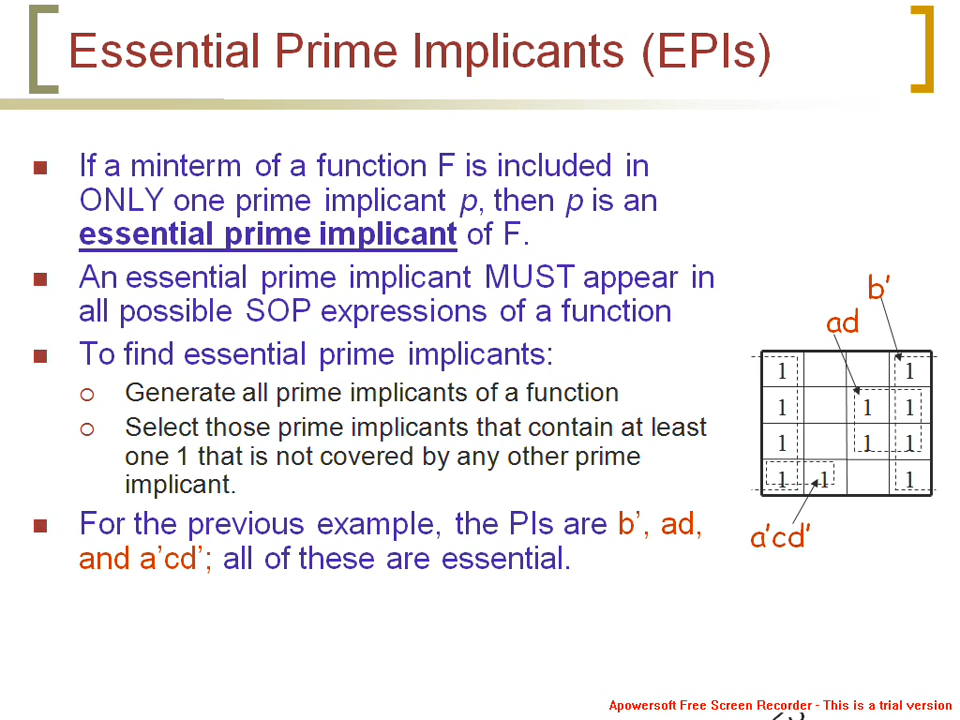 Essential Prime Implicants (EPIs)
If a minterm of a function F is included in
ONLY one prime implicant p, then p is an
essential prime implicant of F.
An essential prime implicant MUST appear in
all possible SOP expressions of a function
To find essential prime implicants:
Generate all prime implicants of a function
Select those prime implicants that contain at least
one 1 that is not covered by any other prime
implicant.
For the previous example, the PIs are b’, ad,
and a’cd’; all of these are essential.
b’
ad
1 1
1 1 1
1 1 1
1 1 1
a’cd’
Apowersoft Free Screen Recorder - This is a trial version